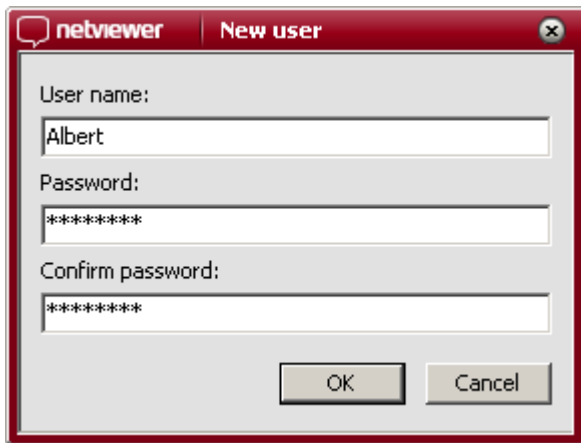 netviewer New user
User name:
Albert
Password:
********
Confirm password:
********
OK Cancel